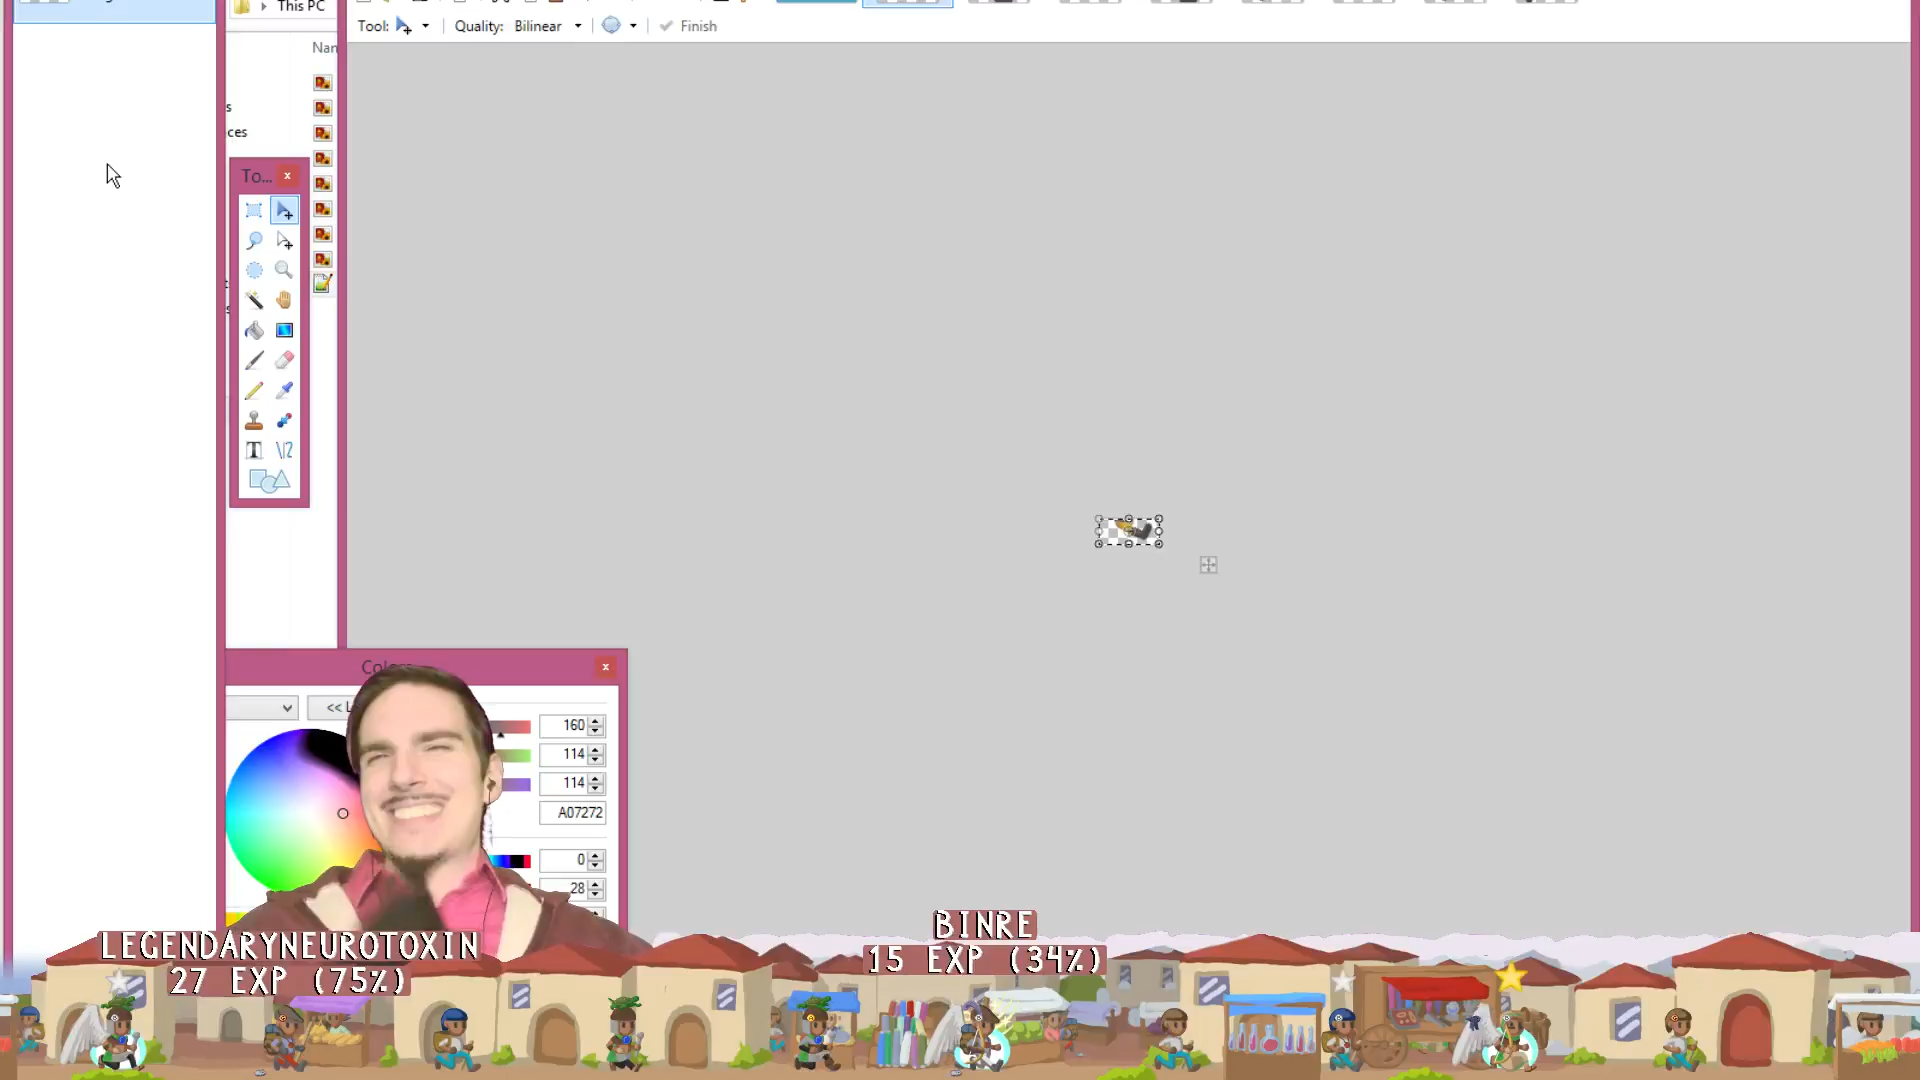 This PC
Tool:
Quality: Bilinear
Finish
Nan
s
ces
To...
x
T
x
<<
160
114
114
A07272
0
28
LEGENDARYNEUROTOXIN
27 EXP (75%)
BINRE
15 EXP (34%)